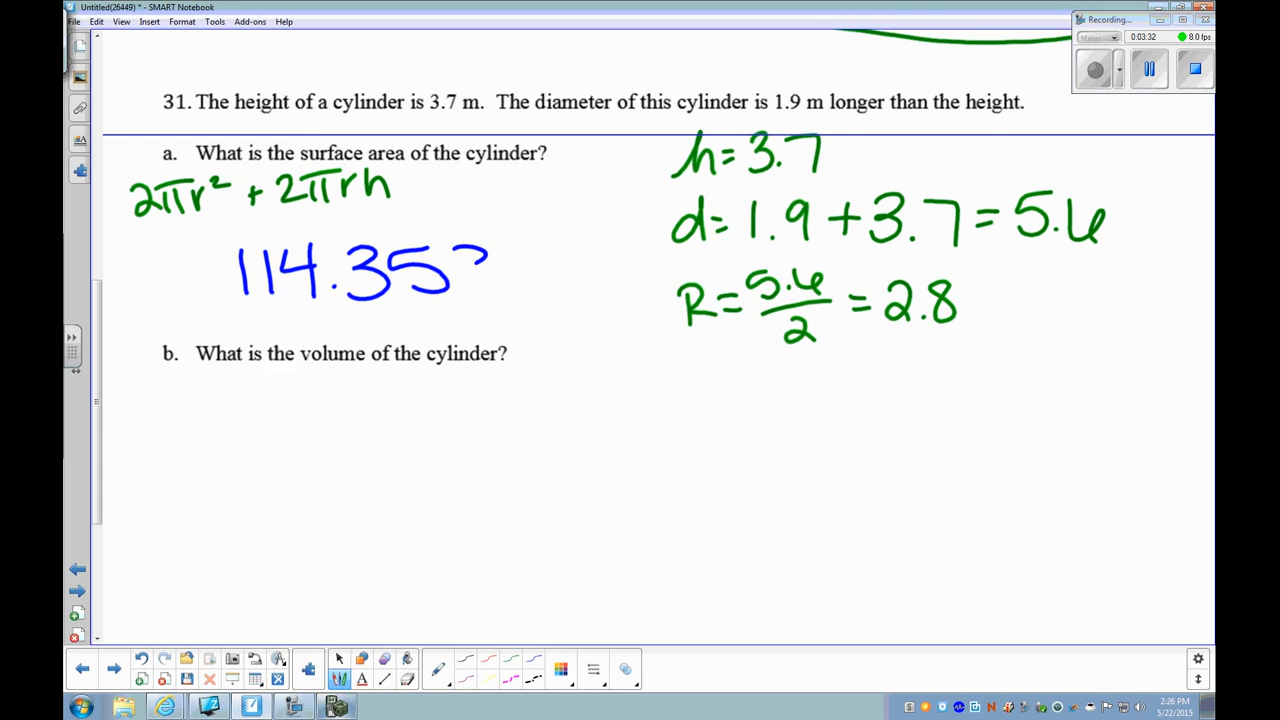 Untitled(26449) * - SMART Notebook
File Edit View Insert Format Tools Add-ons Help
Recording...
Menu
00:03:32 8.0 fps
31. The height of a cylinder is 3.7 m. The diameter of this cylinder is 1.9 m longer than the height.
a. What is the surface area of the cylinder?
2πr² + 2πrh
114.35
h=3.7
d=1.9+3.7=5.6
R=5.6/2=2.8
b. What is the volume of the cylinder?
2:26 PM
5/22/2015